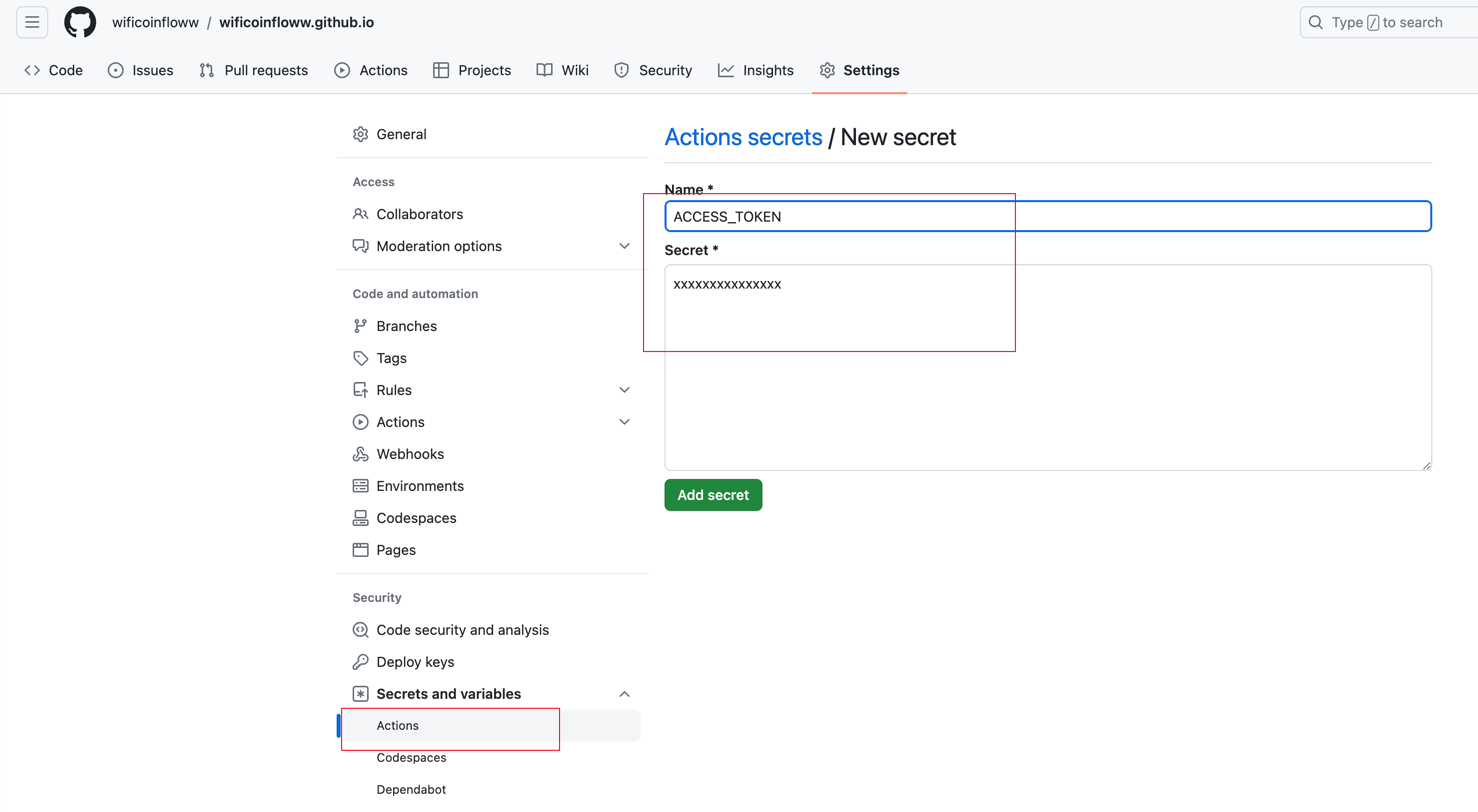 wificoinfloww / wificoinfloww.github.io
Type / to search
Code Issues Pull requests Actions Projects Wiki Security Insights Settings
General
Access
Collaborators
Moderation options
Code and automation
Branches
Tags
Rules
Actions
Webhooks
Environments
Codespaces
Pages
Security
Code security and analysis
Deploy keys
Secrets and variables
Actions
Codespaces
Dependabot
Actions secrets / New secret
Name *
ACCESS_TOKEN
Secret *
xxxxxxxxxxxxxxx
Add secret